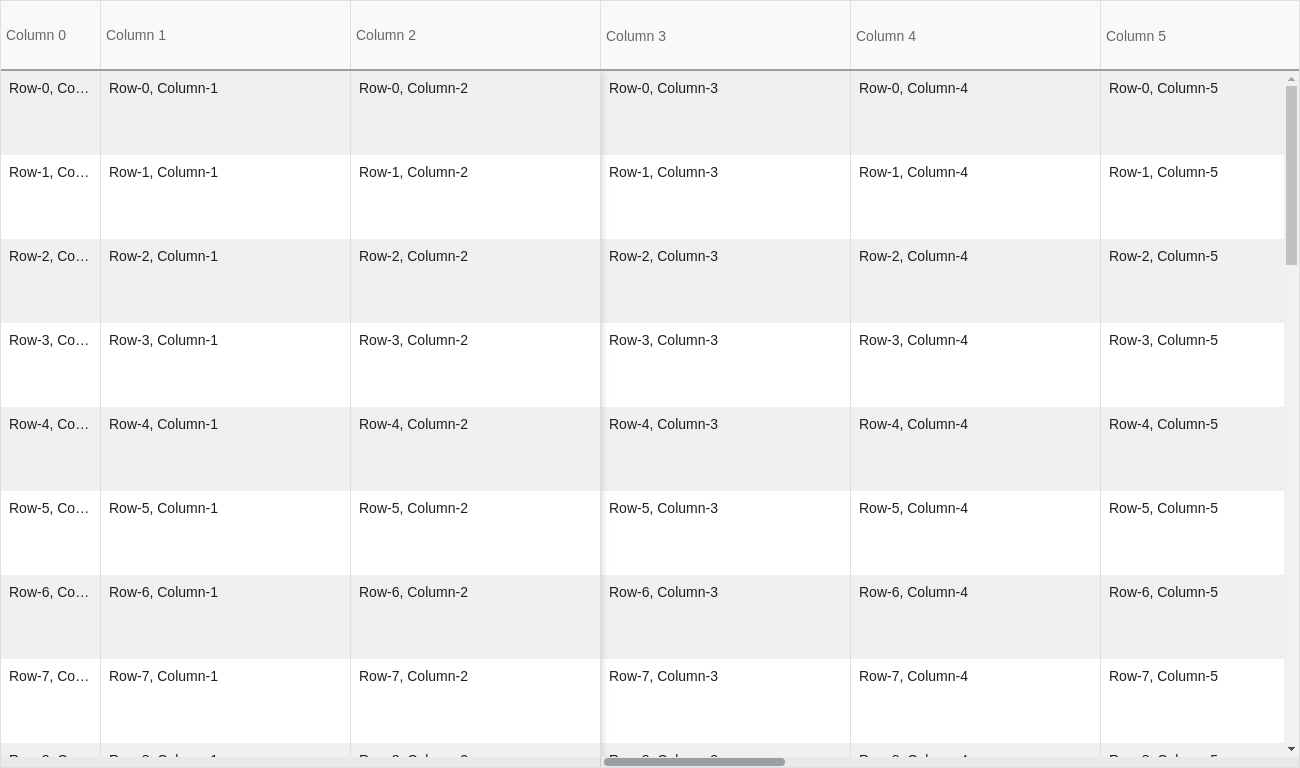 Column 0 Column 1 Column 2 Column 3 Column 4 Column 5
Row-0, Co… Row-0, Column-1 Row-0, Column-2 Row-0, Column-3 Row-0, Column-4 Row-0, Column-5
Row-1, Co… Row-1, Column-1 Row-1, Column-2 Row-1, Column-3 Row-1, Column-4 Row-1, Column-5
Row-2, Co… Row-2, Column-1 Row-2, Column-2 Row-2, Column-3 Row-2, Column-4 Row-2, Column-5
Row-3, Co… Row-3, Column-1 Row-3, Column-2 Row-3, Column-3 Row-3, Column-4 Row-3, Column-5
Row-4, Co… Row-4, Column-1 Row-4, Column-2 Row-4, Column-3 Row-4, Column-4 Row-4, Column-5
Row-5, Co… Row-5, Column-1 Row-5, Column-2 Row-5, Column-3 Row-5, Column-4 Row-5, Column-5
Row-6, Co… Row-6, Column-1 Row-6, Column-2 Row-6, Column-3 Row-6, Column-4 Row-6, Column-5
Row-7, Co… Row-7, Column-1 Row-7, Column-2 Row-7, Column-3 Row-7, Column-4 Row-7, Column-5